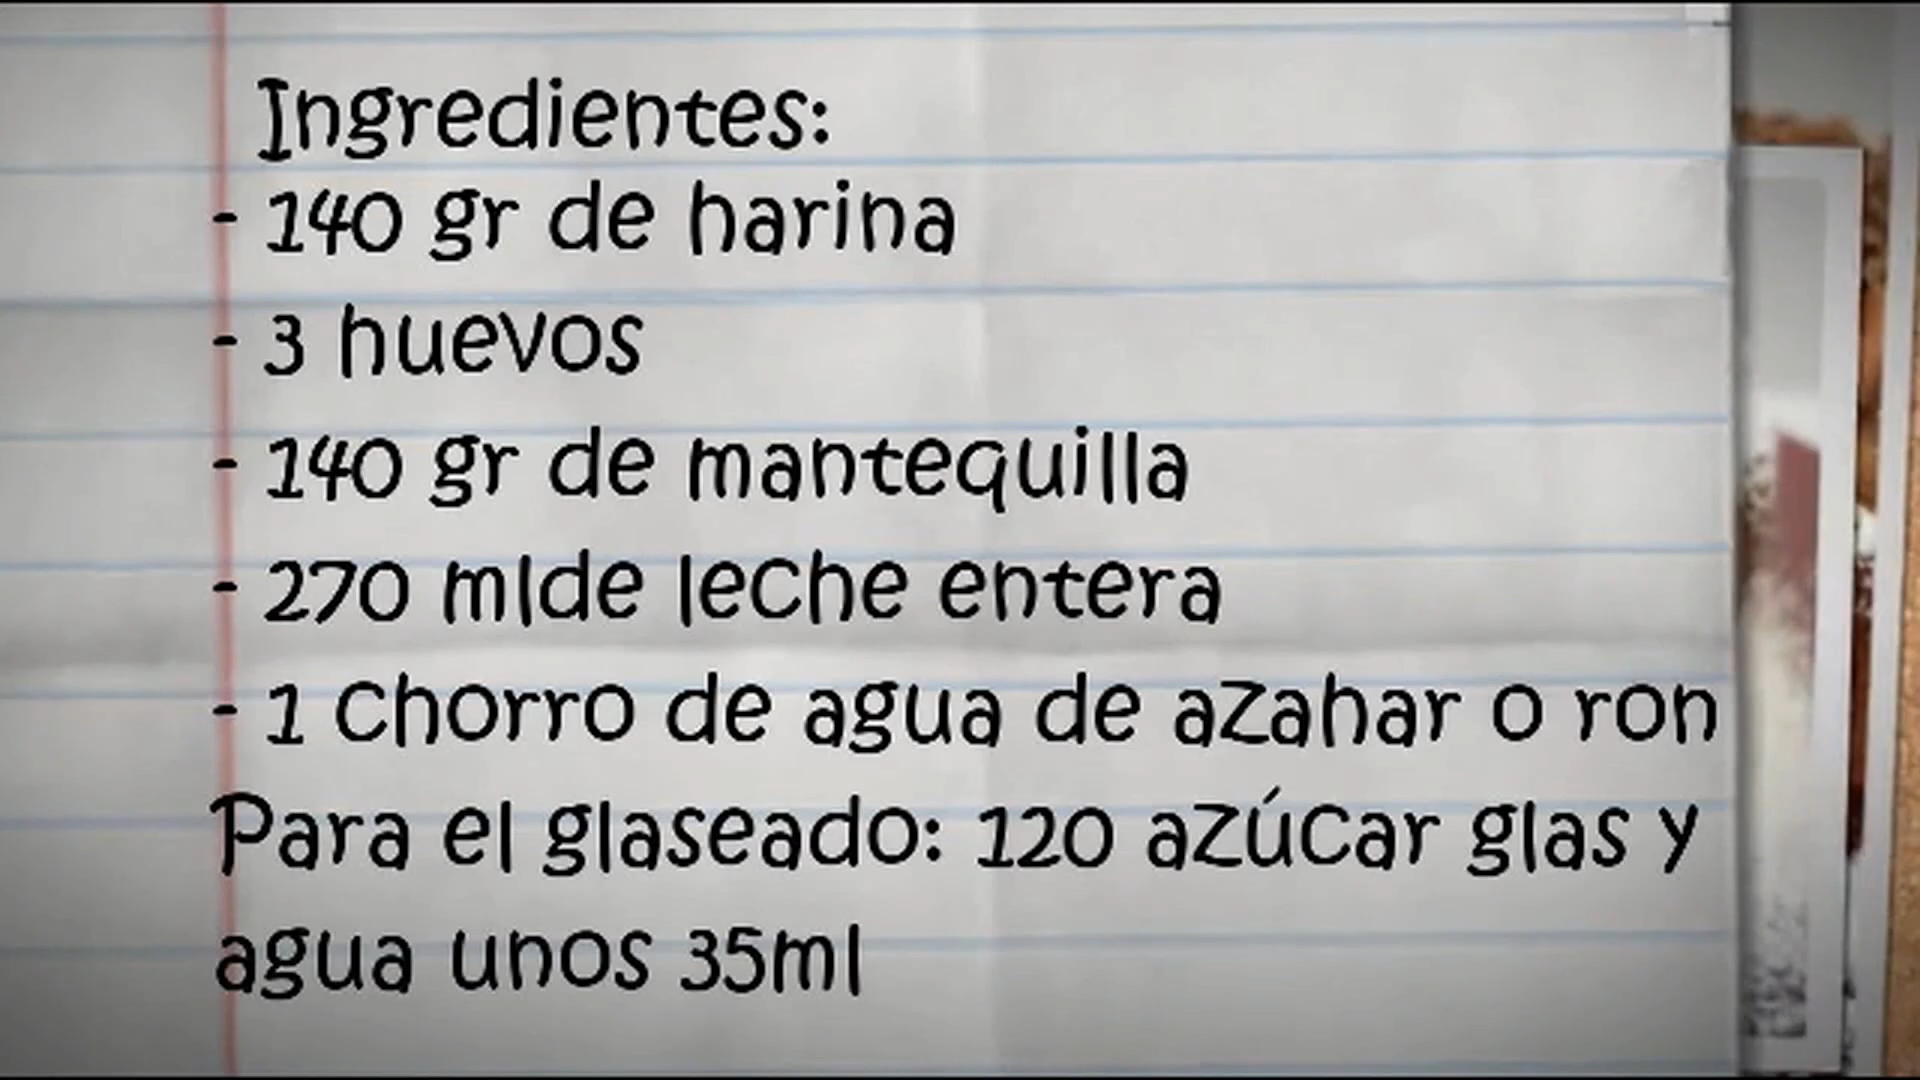 Ingredientes:
- 140 gr de harina
- 3 huevos
- 140 gr de mantequilla
- 270 mlde leche entera
- 1 chorro de agua de azahar o ron
Para el glaseado: 120 azúcar glas y
agua unos 35ml